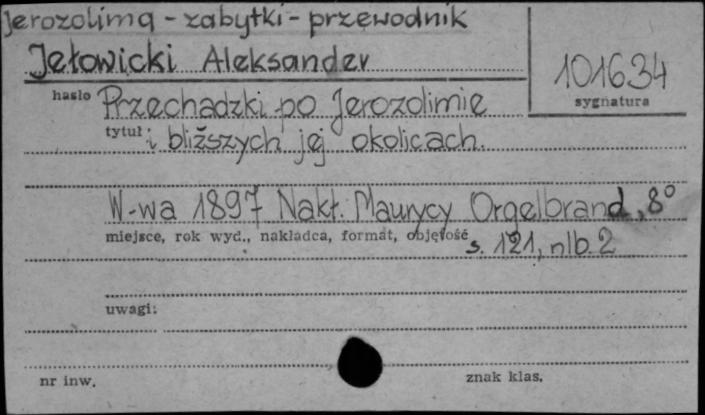 Jerozolima - zabytki - przewodnik
Jełowicki Aleksander
101634
sygnatura
hasło Przechadzki po Jerozolimie
tytuł i bliższych jej okolicach.
W-wa 1897 Nakł. Maurycy Orgelbrand, 8°
miejsce, rok wyd., nakładca, format, objętość s. 121, nlb. 2
uwagi:
nr inw.
znak klas.